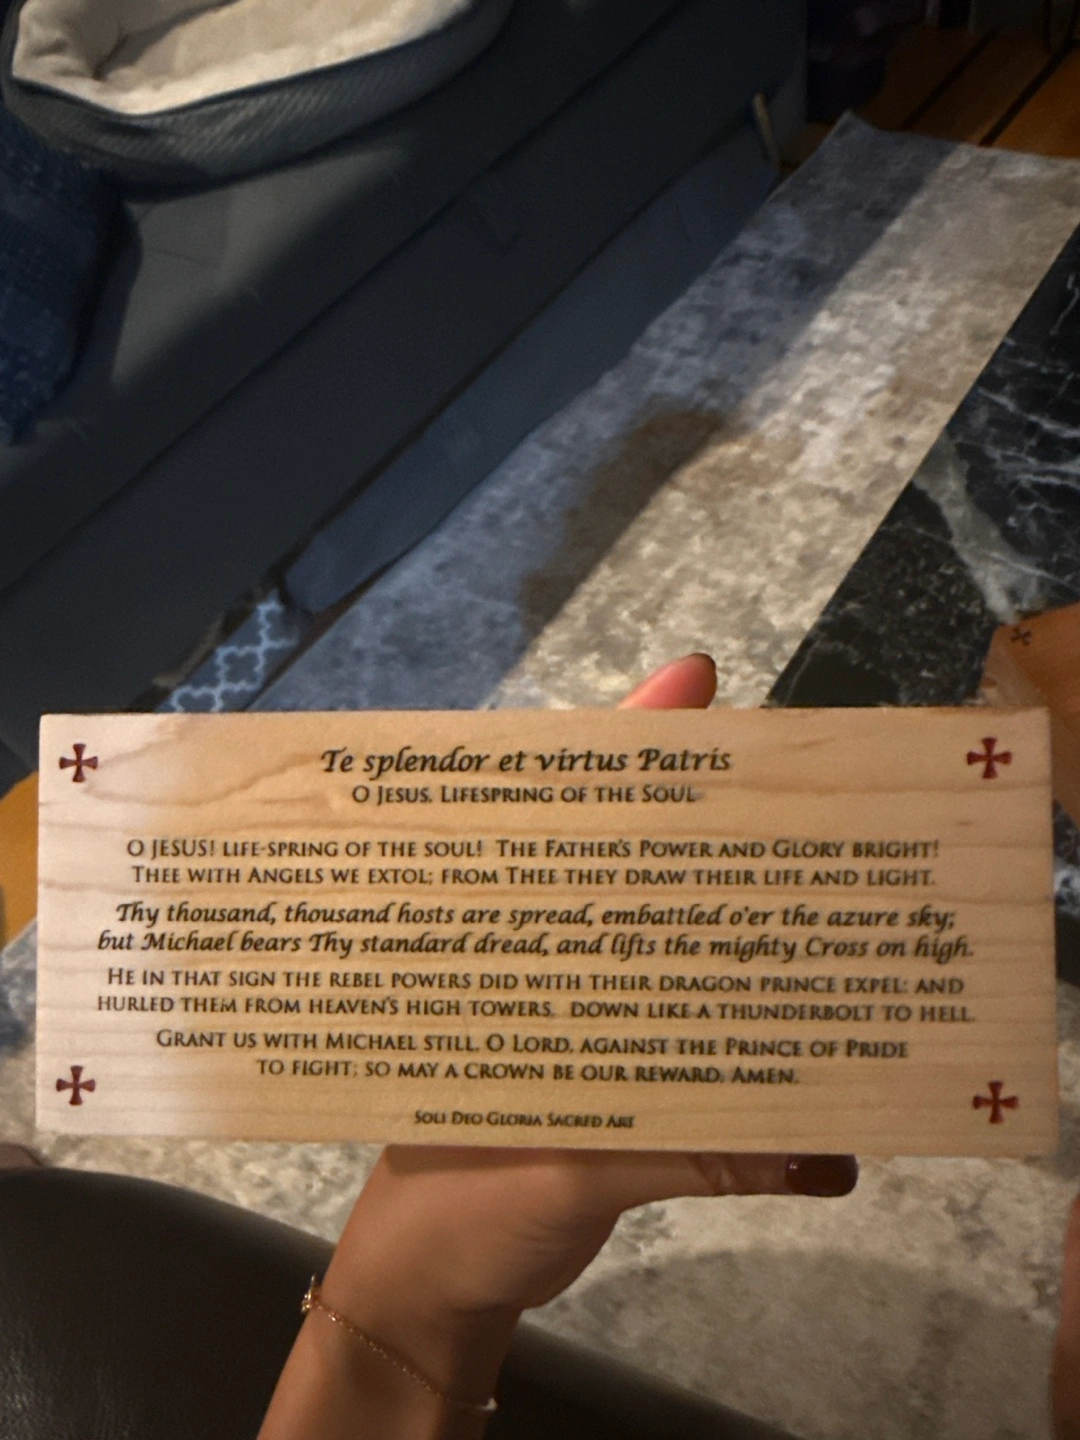 Te splendor et virtus Patris
O Jesus, Lifespring of the Soul
O JESUS! LIFE-SPRING OF THE SOUL! THE FATHER'S POWER AND GLORY BRIGHT!
THEE WITH ANGELS WE EXTOL; FROM THEE THEY DRAW THEIR LIFE AND LIGHT.
Thy thousand, thousand hosts are spread, embattled o'er the azure sky;
but Michael bears Thy standard dread, and lifts the mighty Cross on high.
HE IN THAT SIGN THE REBEL POWERS DID WITH THEIR DRAGON PRINCE EXPEL; AND
HURLED THEM FROM HEAVEN'S HIGH TOWERS, DOWN LIKE A THUNDERBOLT TO HELL.
GRANT US WITH MICHAEL STILL, O LORD, AGAINST THE PRINCE OF PRIDE
TO FIGHT; SO MAY A CROWN BE OUR REWARD, AMEN.
SOLI DEO GLORIA SACRED ART